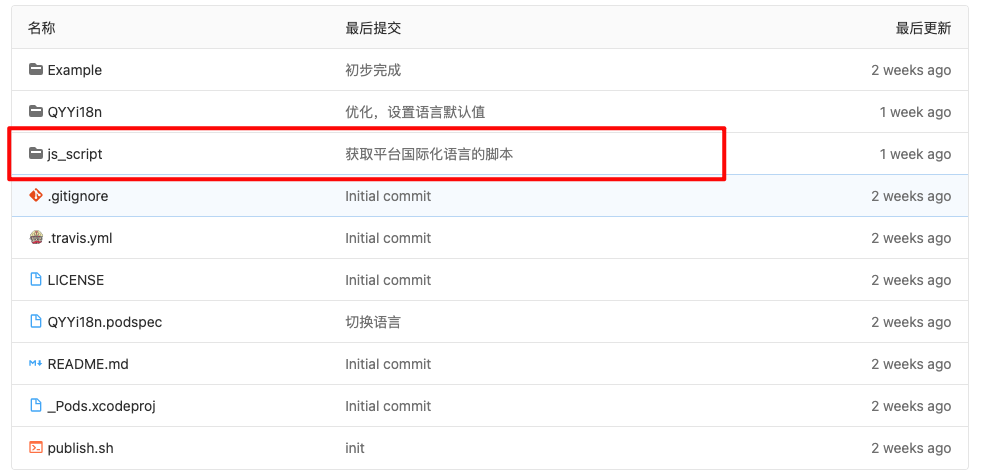 名称 最后提交 最后更新
Example 初步完成 2 weeks ago
QYYi18n 优化，设置语言默认值 1 week ago
js_script 获取平台国际化语言的脚本 1 week ago
.gitignore Initial commit 2 weeks ago
.travis.yml Initial commit 2 weeks ago
LICENSE Initial commit 2 weeks ago
QYYi18n.podspec 切换语言 2 weeks ago
README.md Initial commit 2 weeks ago
_Pods.xcodeproj Initial commit 2 weeks ago
publish.sh init 2 weeks ago